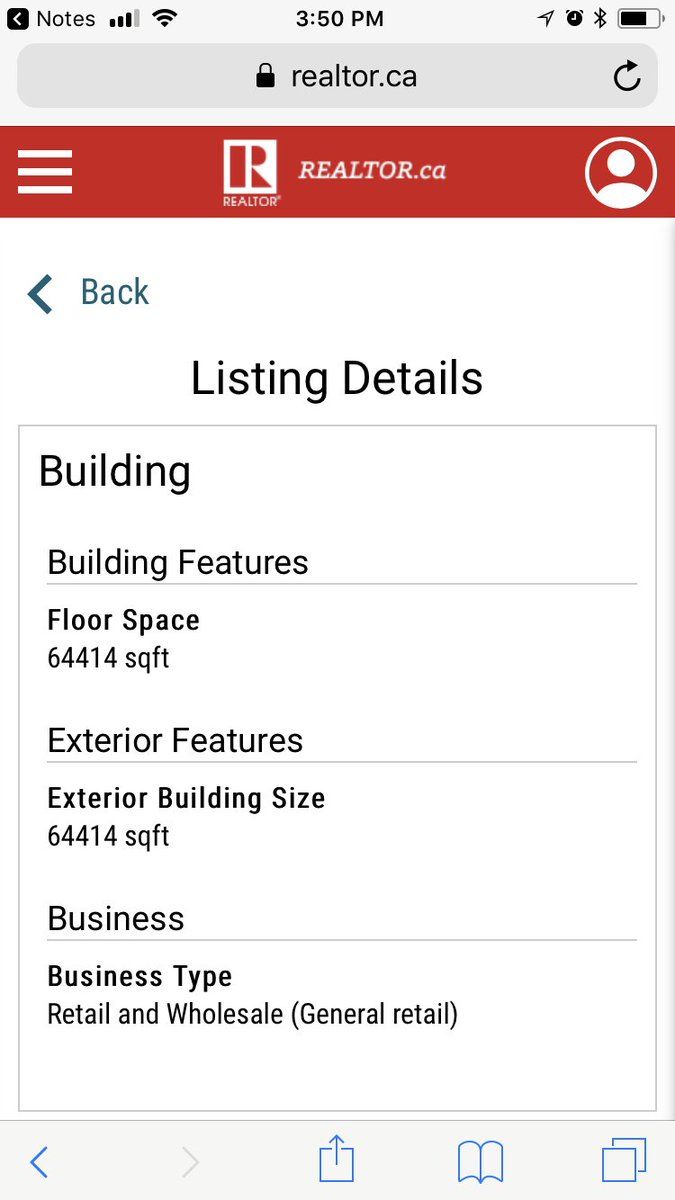 Notes 3:50 PM
realtor.ca
R REALTOR.ca
REALTOR®
Back
Listing Details
Building
Building Features
Floor Space
64414 sqft
Exterior Features
Exterior Building Size
64414 sqft
Business
Business Type
Retail and Wholesale (General retail)